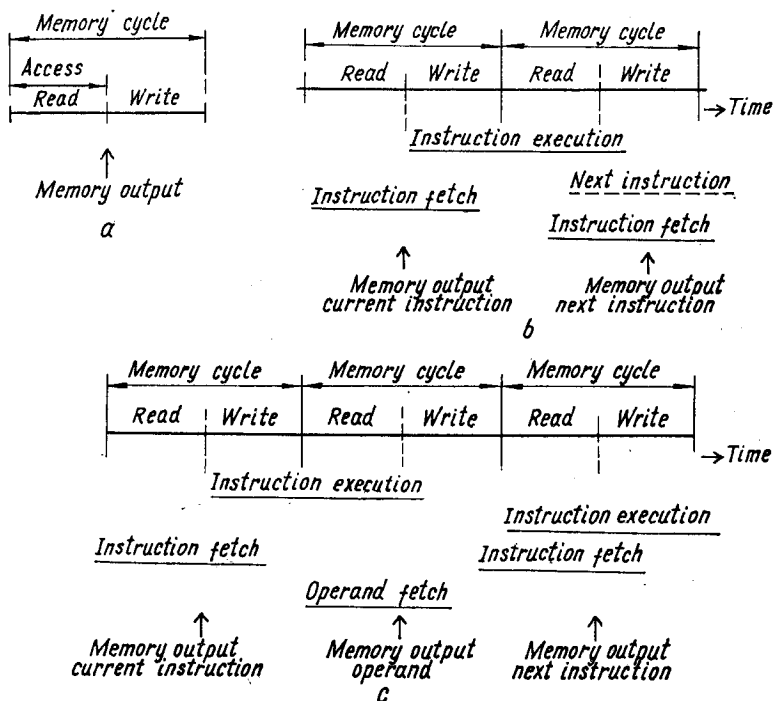 Memory cycle
Access
Read Write
Memory output
a
Memory cycle Memory cycle
Read Write Read Write
Time
Instruction execution
Next instruction
Instruction fetch
Instruction fetch
Memory output
current instruction
Memory output
next instruction
b
Memory cycle Memory cycle Memory cycle
Read Write Read Write Read Write
Time
Instruction execution
Instruction execution
Instruction fetch
Instruction fetch
Operand fetch
Memory output
current instruction
Memory output
operand
Memory output
next instruction
c